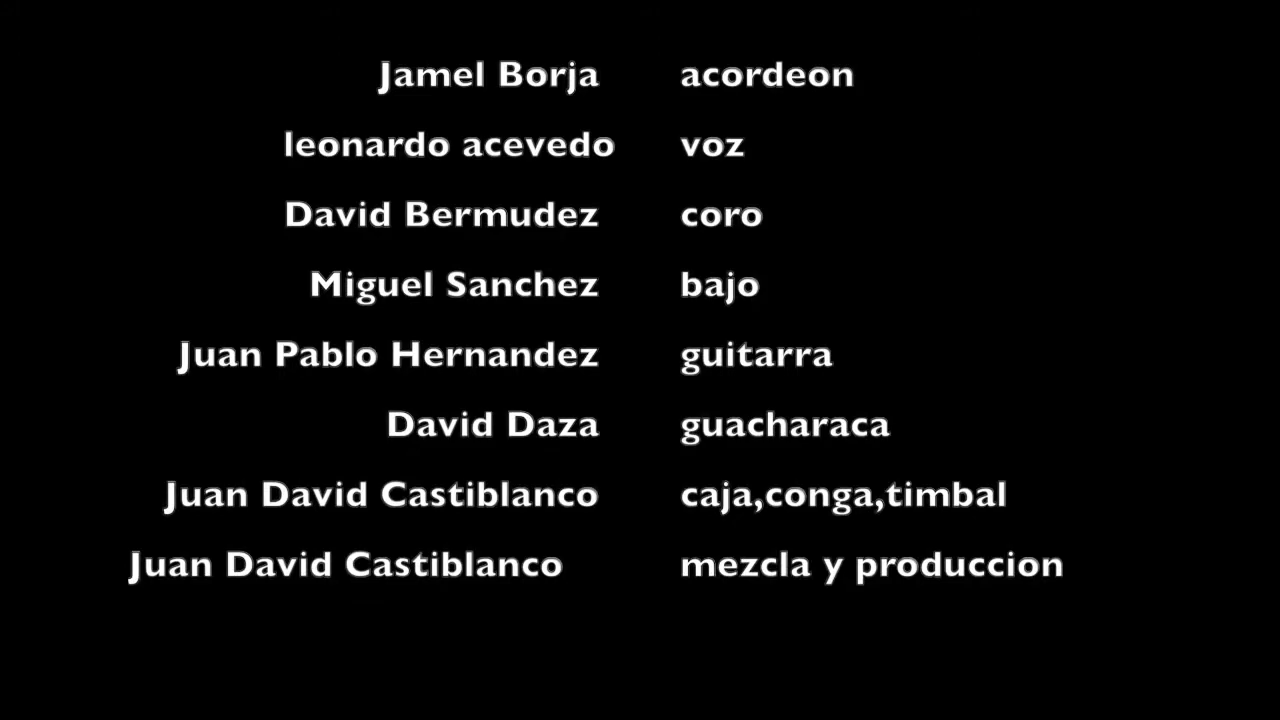 Jamel Borja acordeon
leonardo acevedo voz
David Bermudez coro
Miguel Sanchez bajo
Juan Pablo Hernandez guitarra
David Daza guacharaca
Juan David Castiblanco caja,conga,timbal
Juan David Castiblanco mezcla y produccion